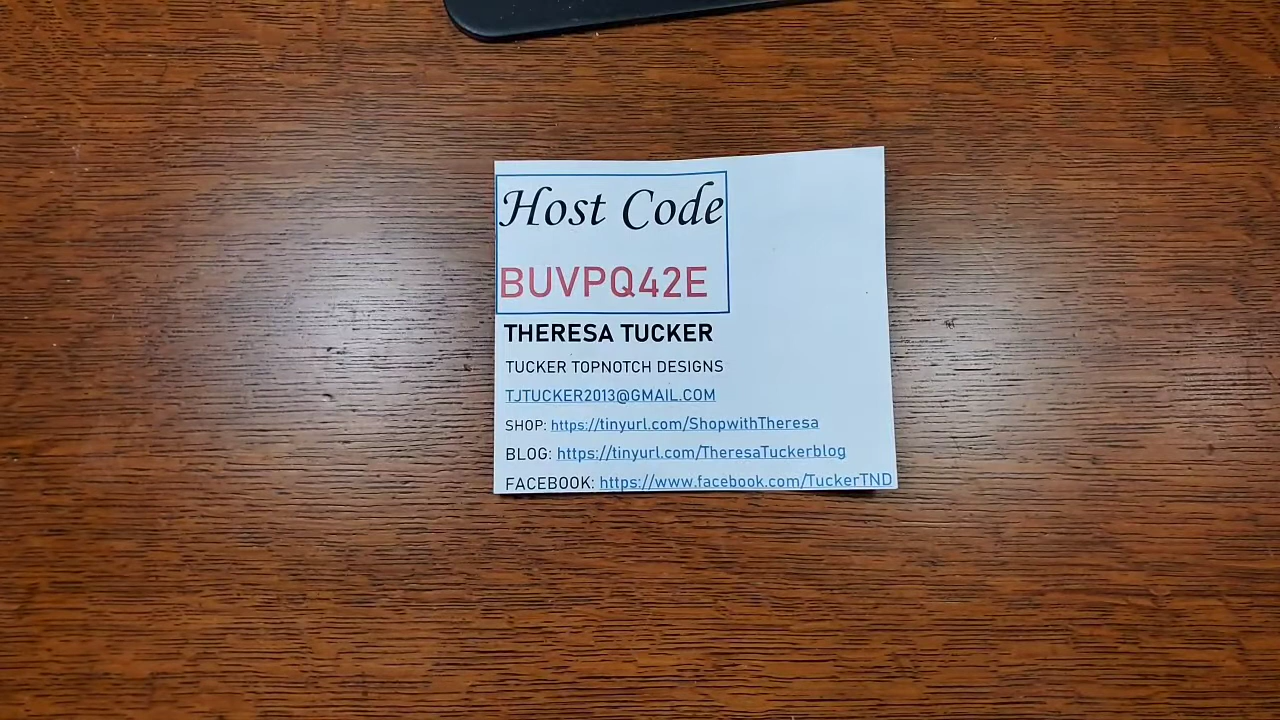 Host Code
BUVPQ42E
THERESA TUCKER
TUCKER TOPNOTCH DESIGNS
TJTUCKER2013@GMAIL.COM
SHOP: https://tinyurl.com/ShopwithTheresa
BLOG: https://tinyurl.com/TheresaTuckerblog
FACEBOOK: https://www.facebook.com/TuckerTND